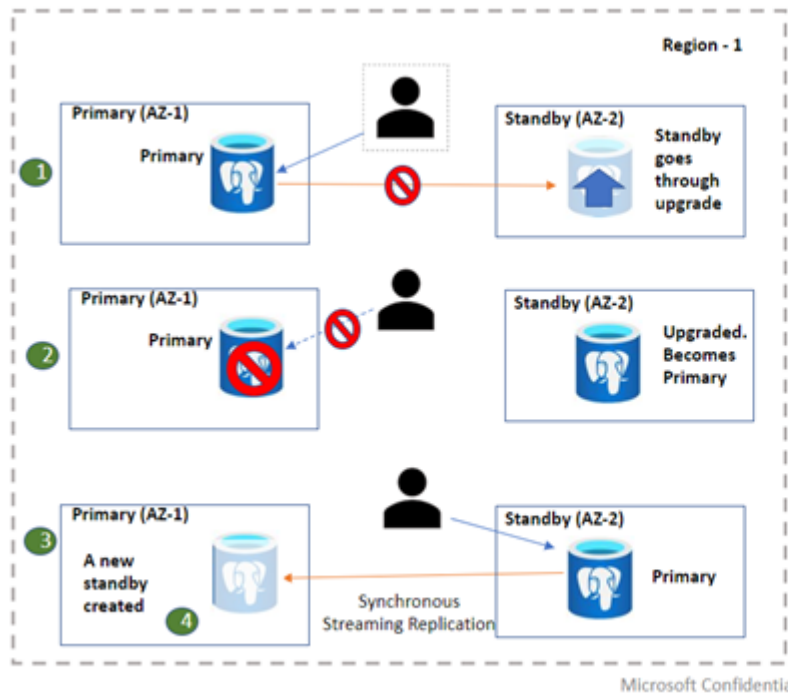 Region - 1
Primary (AZ-1)
Primary
Standby (AZ-2)
Standby
goes
through
upgrade
1
Primary (AZ-1)
Primary
Standby (AZ-2)
Upgraded.
Becomes
Primary
2
Primary (AZ-1)
Standby (AZ-2)
3
A new
standby
created
4
Primary
Synchronous
Streaming Replication
Microsoft Confidentia